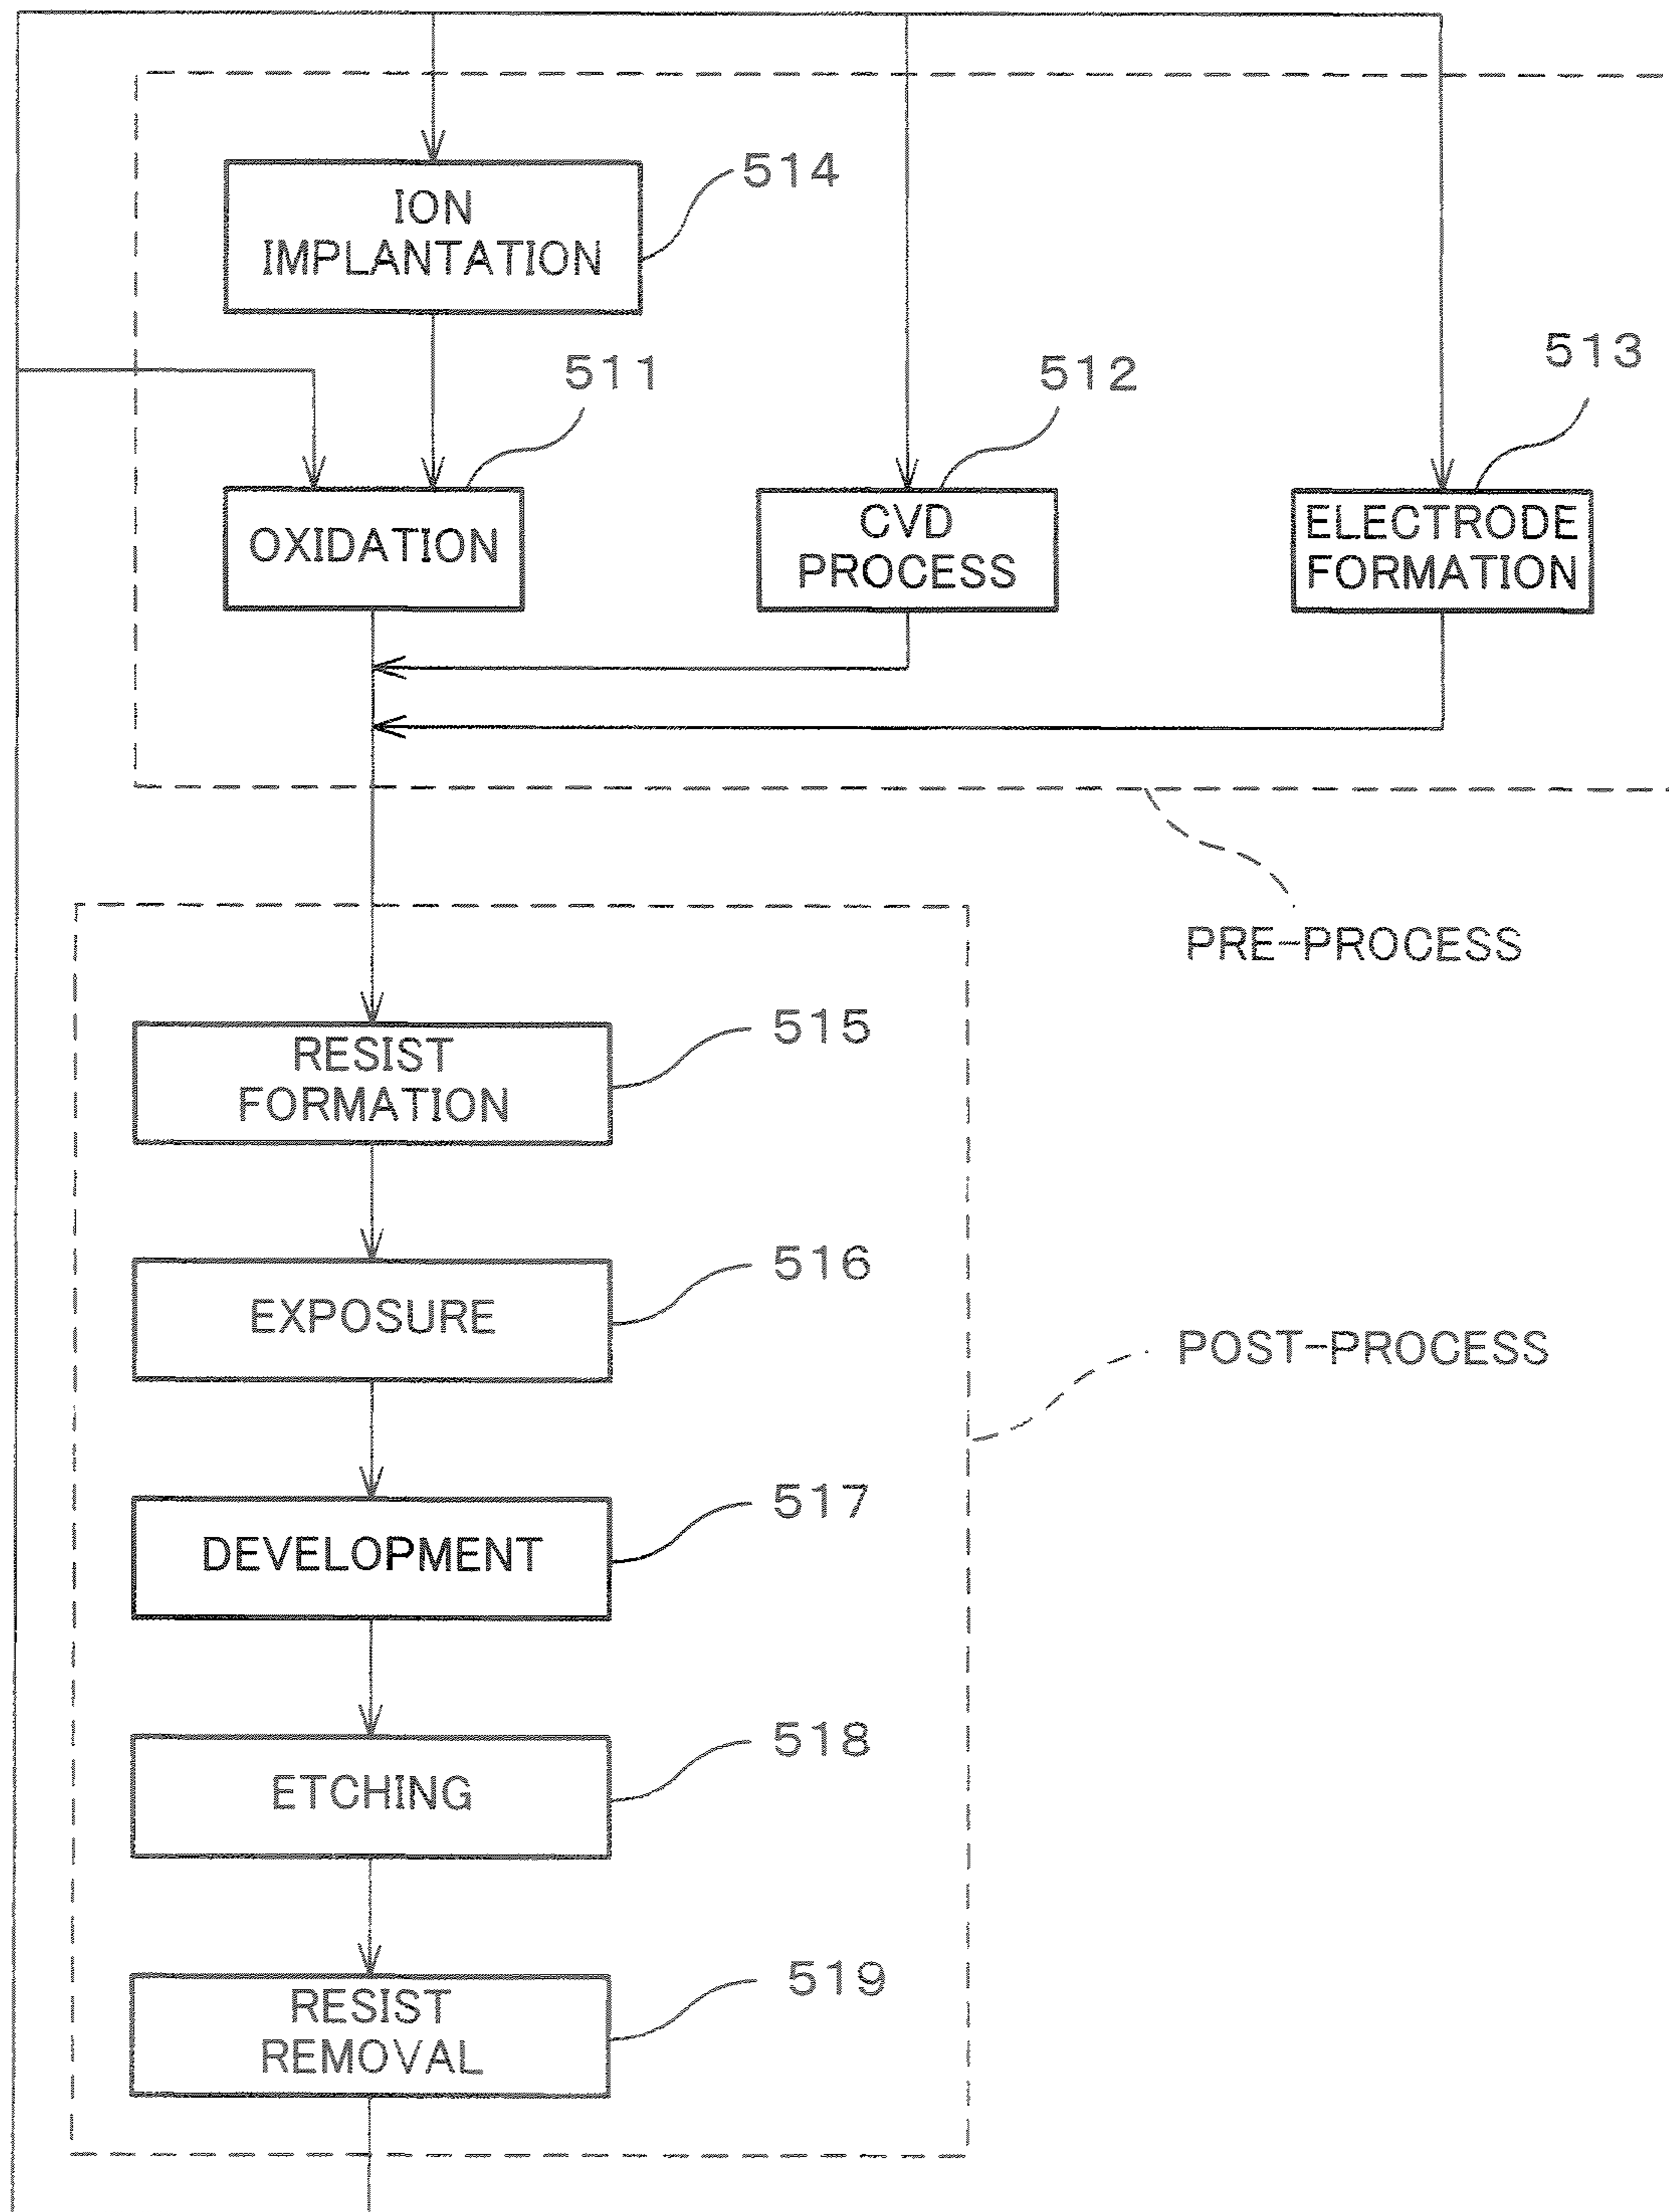 514
ION
IMPLANTATION
511
512
513
OXIDATION
CVD
PROCESS
ELECTRODE
FORMATION
PRE-PROCESS
515
RESIST
FORMATION
516
EXPOSURE
POST-PROCESS
517
DEVELOPMENT
518
ETCHING
519
RESIST
REMOVAL